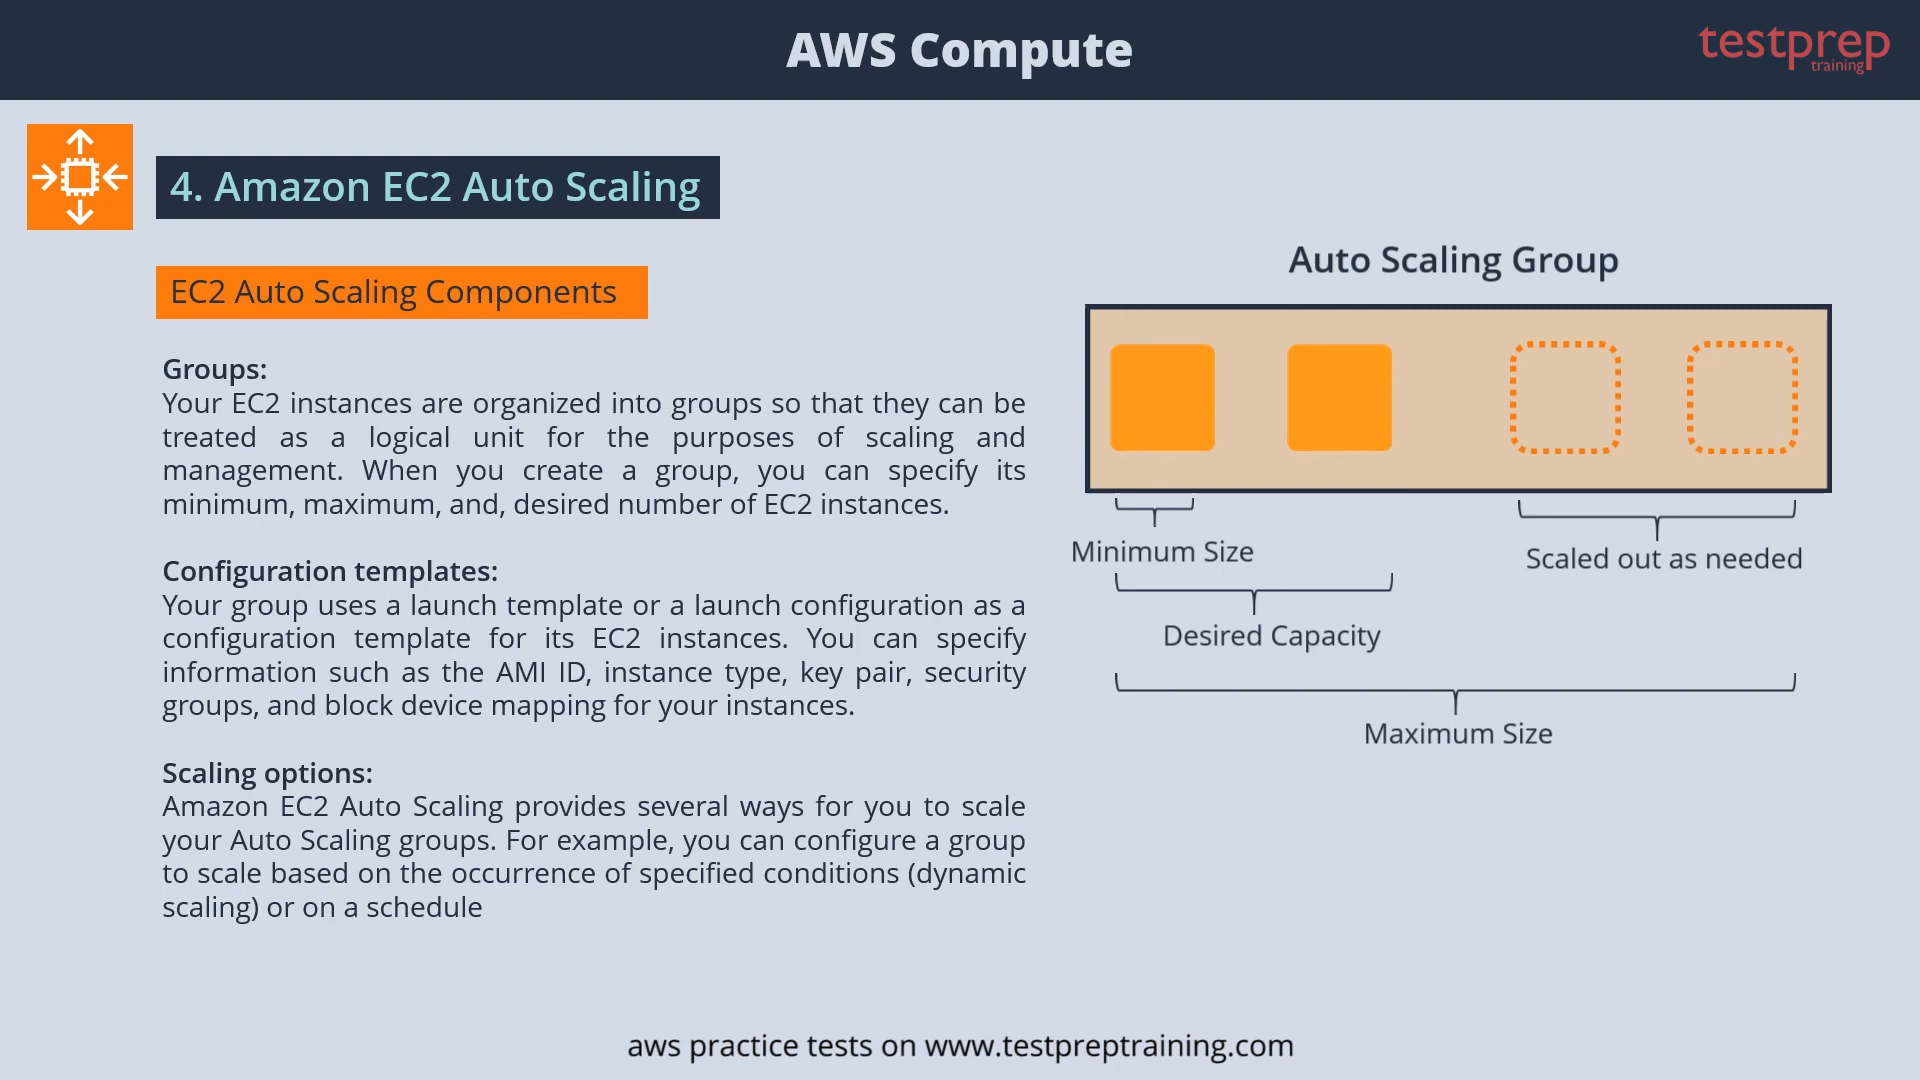 AWS Compute
testprep
training
4. Amazon EC2 Auto Scaling
EC2 Auto Scaling Components
Groups:
Your EC2 instances are organized into groups so that they can be
treated as a logical unit for the purposes of scaling and
management. When you create a group, you can specify its
minimum, maximum, and, desired number of EC2 instances.
Configuration templates:
Your group uses a launch template or a launch configuration as a
configuration template for its EC2 instances. You can specify
information such as the AMI ID, instance type, key pair, security
groups, and block device mapping for your instances.
Scaling options:
Amazon EC2 Auto Scaling provides several ways for you to scale
your Auto Scaling groups. For example, you can configure a group
to scale based on the occurrence of specified conditions (dynamic
scaling) or on a schedule
Auto Scaling Group
Minimum Size
Scaled out as needed
Desired Capacity
Maximum Size
aws practice tests on www.testpreptraining.com